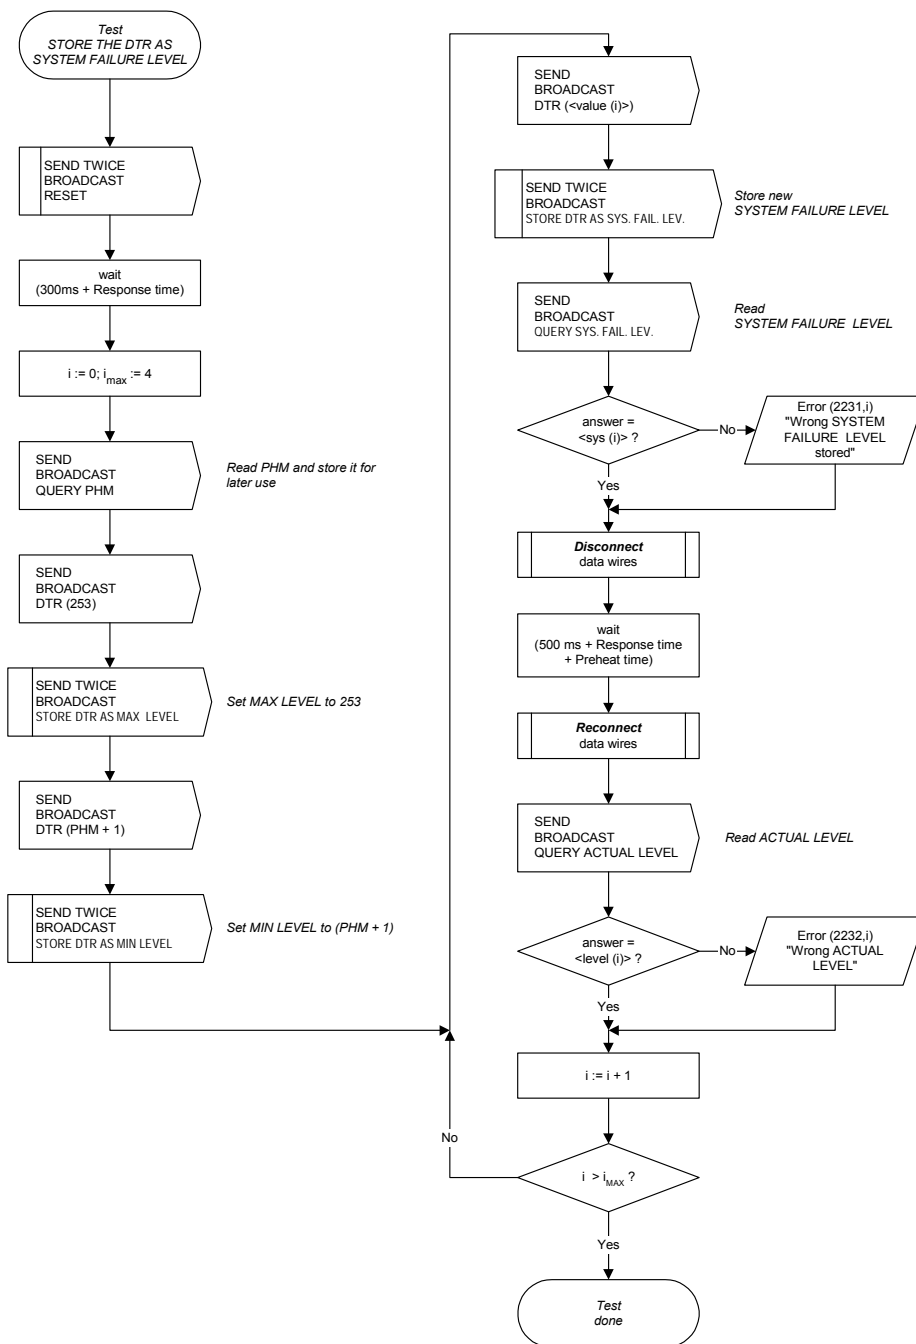 Test
STORE THE DTR AS
SYSTEM FAILURE LEVEL
SEND TWICE
BROADCAST
RESET
wait
(300ms + Response time)
i := 0; imax := 4
SEND
BROADCAST
QUERY PHM
Read PHM and store it for
later use
SEND
BROADCAST
DTR (253)
SEND TWICE
BROADCAST
STORE DTR AS MAX LEVEL
Set MAX LEVEL to 253
SEND
BROADCAST
DTR (PHM + 1)
SEND TWICE
BROADCAST
STORE DTR AS MIN LEVEL
Set MIN LEVEL to (PHM + 1)
SEND
BROADCAST
DTR (<value (i)>)
SEND TWICE
BROADCAST
STORE DTR AS SYS. FAIL. LEV.
Store new
SYSTEM FAILURE LEVEL
SEND
BROADCAST
QUERY SYS. FAIL. LEV.
Read
SYSTEM FAILURE LEVEL
answer =
<sys (i)> ?
No
Error (2231,i)
"Wrong SYSTEM
FAILURE LEVEL
stored"
Yes
Disconnect
data wires
wait
(500 ms + Response time
+ Preheat time)
Reconnect
data wires
SEND
BROADCAST
QUERY ACTUAL LEVEL
Read ACTUAL LEVEL
answer =
<level (i)> ?
No
Error (2232,i)
"Wrong ACTUAL
LEVEL"
Yes
i := i + 1
No
i > iMAX ?
Yes
Test
done